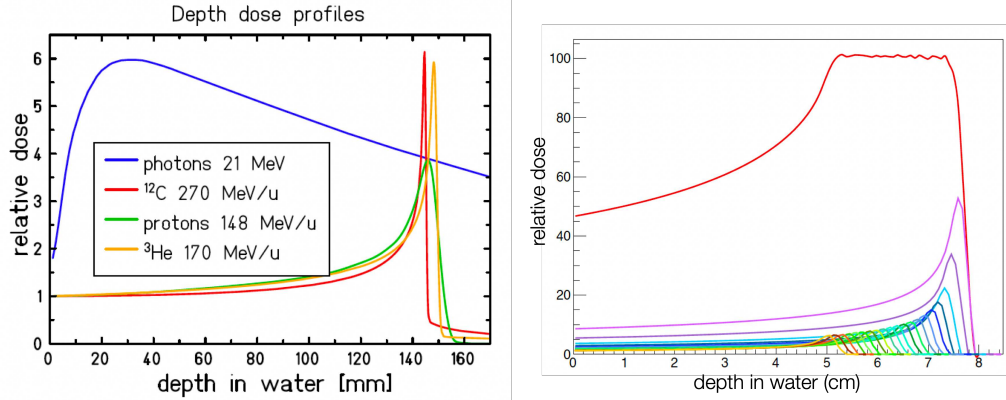 Depth dose profiles
relative dose
6
5
4
3
2
1
0
photons 21 MeV
¹²C 270 MeV/u
protons 148 MeV/u
³He 170 MeV/u
0 20 40 60 80 100 120 140 160
depth in water [mm]
relative dose
100
80
60
40
20
0
0 1 2 3 4 5 6 7 8
depth in water (cm)